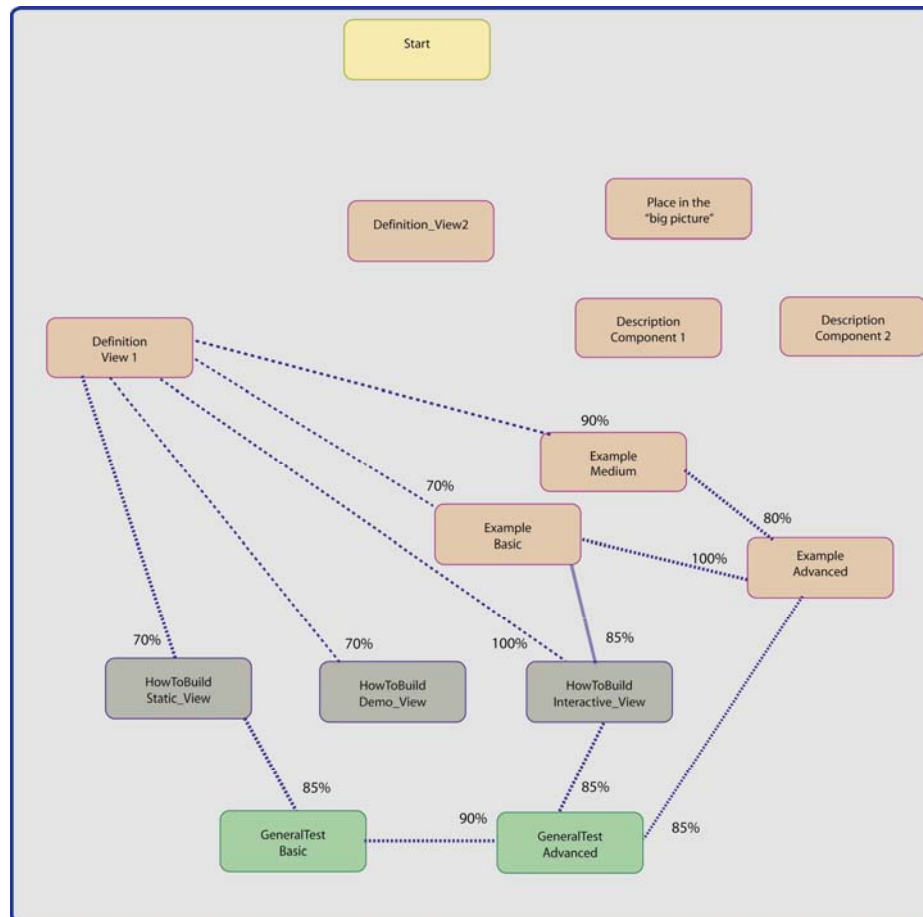 Start
Place in the
“big picture”
Definition_View2
Description
Component 1
Description
Component 2
Definition
View 1
90%
Example
Medium
70%
80%
Example
Basic
100%
Example
Advanced
70%
70%
100%
85%
HowToBuild
Static_View
HowToBuild
Demo_View
HowToBuild
Interactive_View
85%
85%
90%
85%
GeneralTest
Basic
GeneralTest
Advanced